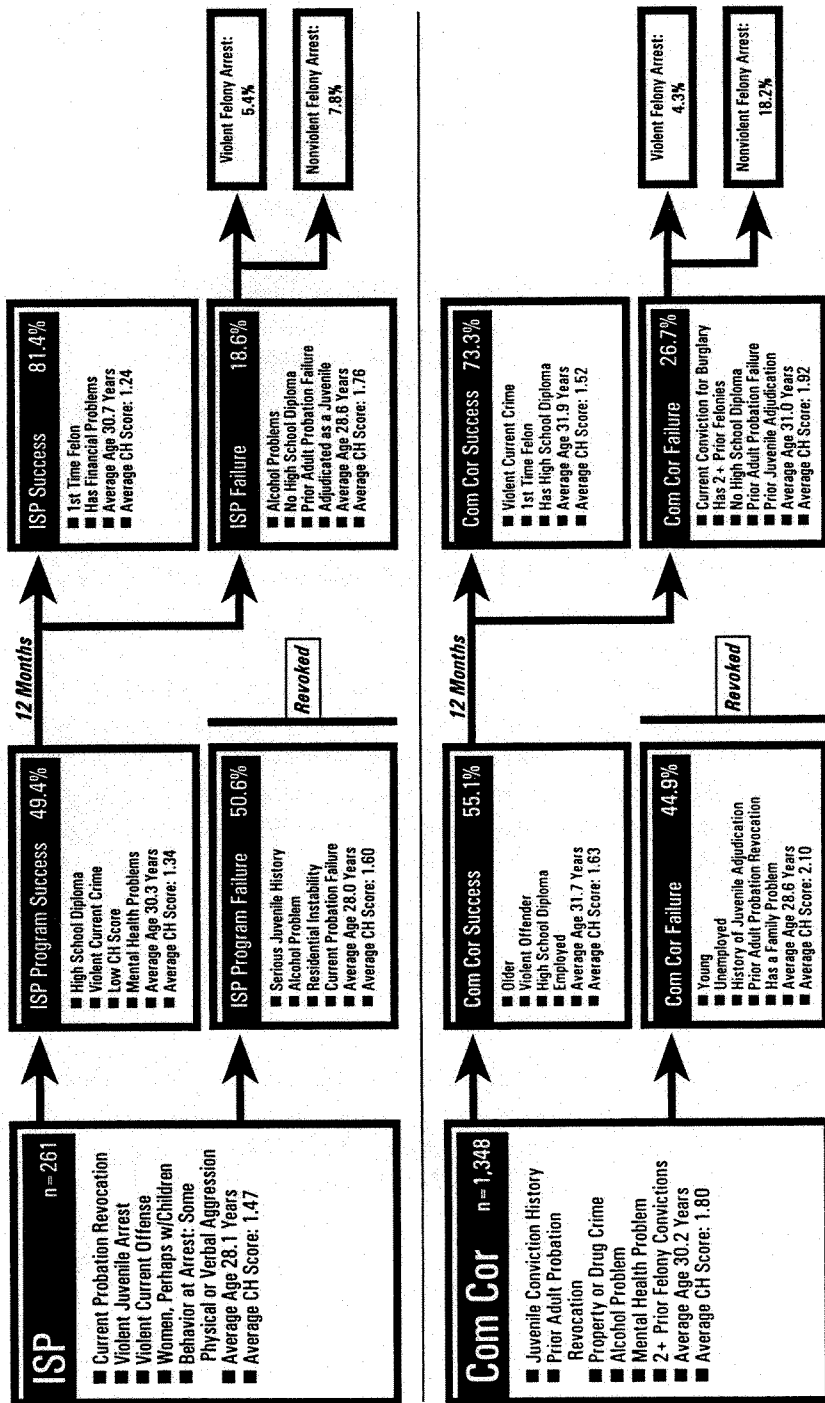 ISP n=261
■ Current Probation Revocation
■ Violent Juvenile Arrest
■ Violent Current Offense
■ Women, Perhaps w/Children
■ Behavior at Arrest: Some
Physical or Verbal Aggression
■ Average Age 28.1 Years
■ Average CH Score: 1.47
ISP Program Success 49.4%
■ High School Diploma
■ Violent Current Crime
■ Low CH Score
■ Mental Health Problems
■ Average Age 30.3 Years
■ Average CH Score: 1.34
ISP Program Failure 50.6%
■ Serious Juvenile History
■ Alcohol Problem
■ Residential Instability
■ Current Probation Failure
■ Average Age 28.0 Years
■ Average CH Score: 1.60
12 Months
Revoked
ISP Success 81.4%
■ 1st Time Felon
■ Has Financial Problems
■ Average Age 30.7 Years
■ Average CH Score: 1.24
ISP Failure 18.6%
■ Alcohol Problems
■ No High School Diploma
■ Prior Adult Probation Failure
■ Adjudicated as a Juvenile
■ Average Age 28.6 Years
■ Average CH Score: 1.76
Violent Felony Arrest:
5.4%
Nonviolent Felony Arrest:
7.8%
Com Cor n=1,348
■ Juvenile Conviction History
■ Prior Adult Probation
Revocation
■ Property or Drug Crime
■ Alcohol Problem
■ Mental Health Problem
■ 2+ Prior Felony Convictions
■ Average Age 30.2 Years
■ Average CH Score: 1.80
Com Cor Success 55.1%
■ Older
■ Violent Offender
■ High School Diploma
■ Employed
■ Average Age 31.7 Years
■ Average CH Score: 1.63
Com Cor Failure 44.9%
■ Young
■ Unemployed
■ History of Juvenile Adjudication
■ Prior Adult Probation Revocation
■ Has a Family Problem
■ Average Age 28.6 Years
■ Average CH Score: 2.10
12 Months
Revoked
Com Cor Success 73.3%
■ Violent Current Crime
■ 1st Time Felon
■ Has High School Diploma
■ Average Age 31.9 Years
■ Average CH Score: 1.52
Com Cor Failure 26.7%
■ Current Conviction for Burglary
■ Has 2+ Prior Felonies
■ No High School Diploma
■ Prior Adult Probation Failure
■ Prior Juvenile Adjudication
■ Average Age 31.0 Years
■ Average CH Score: 1.92
Violent Felony Arrest:
4.3%
Nonviolent Felony Arrest:
18.2%